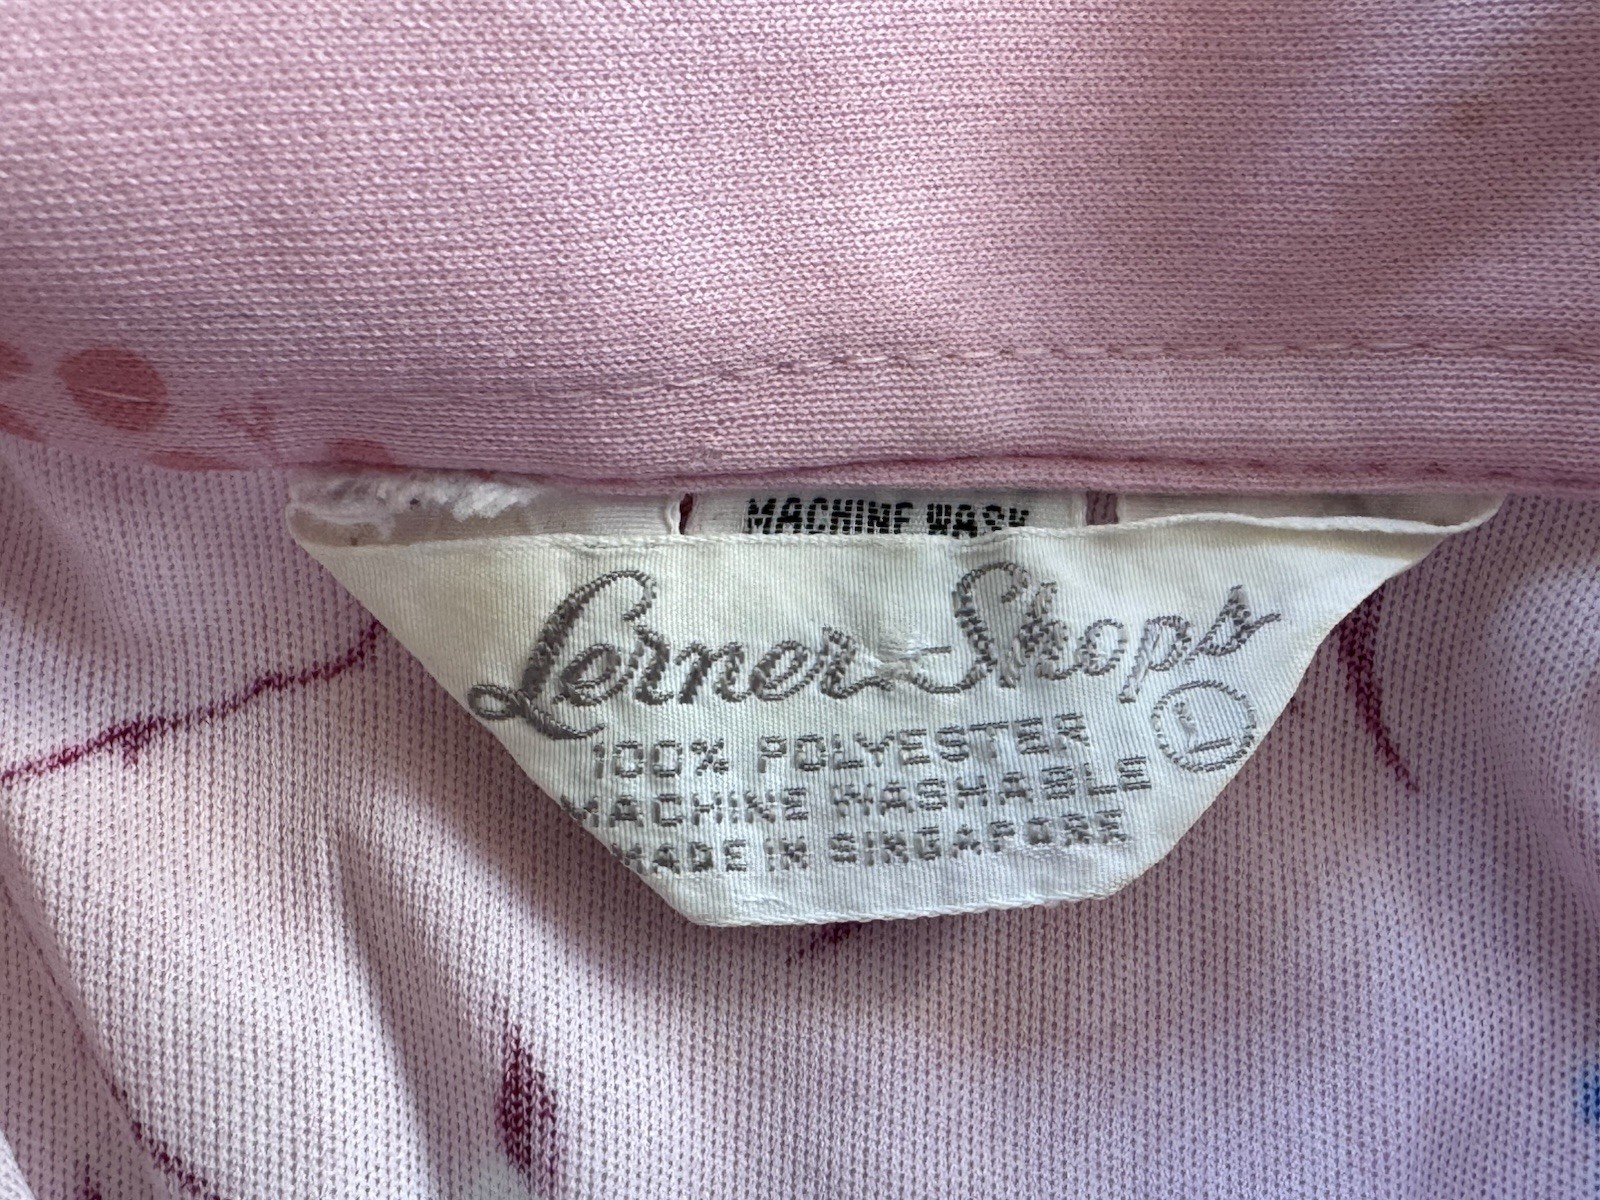 MACHINE WASH
Lerner Shops
L
100% POLYESTER
MACHINE WASHABLE
MADE IN SINGAPORE